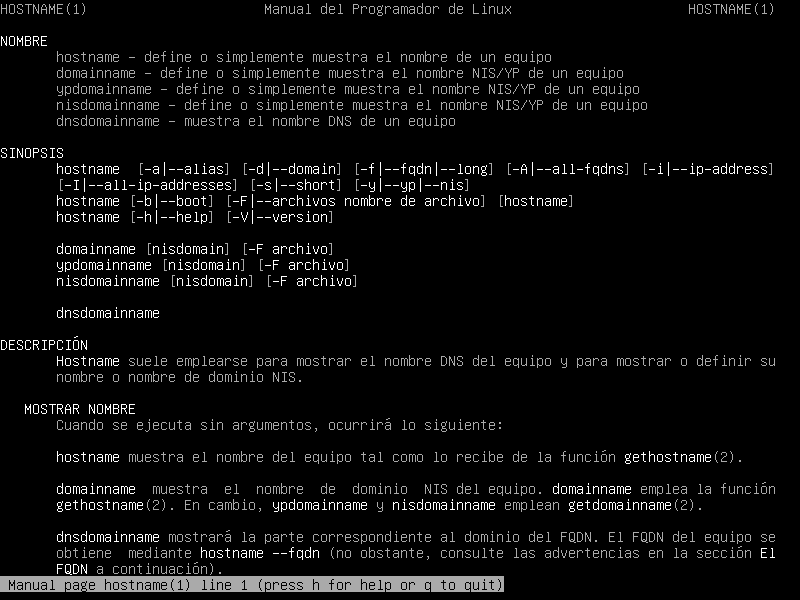 HOSTNAME(1) Manual del Programador de Linux HOSTNAME(1)
NOMBRE
hostname - define o simplemente muestra el nombre de un equipo
domainname - define o simplemente muestra el nombre NIS/YP de un equipo
ypdomainname - define o simplemente muestra el nombre NIS/YP de un equipo
nisdomainname - define o simplemente muestra el nombre NIS/YP de un equipo
dnsdomainname - muestra el nombre DNS de un equipo
SINOPSIS
hostname [-a|--alias] [-d|--domain] [-f|--fqdn|--long] [-A|--all-fqdns] [-i|--ip-address]
[-I|--all-ip-addresses] [-s|--short] [-y|--yp|--nis]
hostname [-b|--boot] [-F|--archivos nombre de archivo] [hostname]
hostname [-h|--help] [-V|--version]
domainname [nisdomain] [-F archivo]
ypdomainname [nisdomain] [-F archivo]
nisdomainname [nisdomain] [-F archivo]
dnsdomainname
DESCRIPCIÓN
Hostname suele emplearse para mostrar el nombre DNS del equipo y para mostrar o definir su
nombre o nombre de dominio NIS.
MOSTRAR NOMBRE
Cuando se ejecuta sin argumentos, ocurrirá lo siguiente:
hostname muestra el nombre del equipo tal como lo recibe de la función gethostname(2).
domainname muestra el nombre de dominio NIS del equipo. domainname emplea la función
gethostname(2). En cambio, ypdomainname y nisdomainname emplean getdomainname(2).
dnsdomainname mostrará la parte correspondiente al dominio del FQDN. El FQDN del equipo se
obtiene mediante hostname --fqdn (no obstante, consulte las advertencias en la sección El
FQDN a continuación).
Manual page hostname(1) line 1 (press h for help or q to quit)